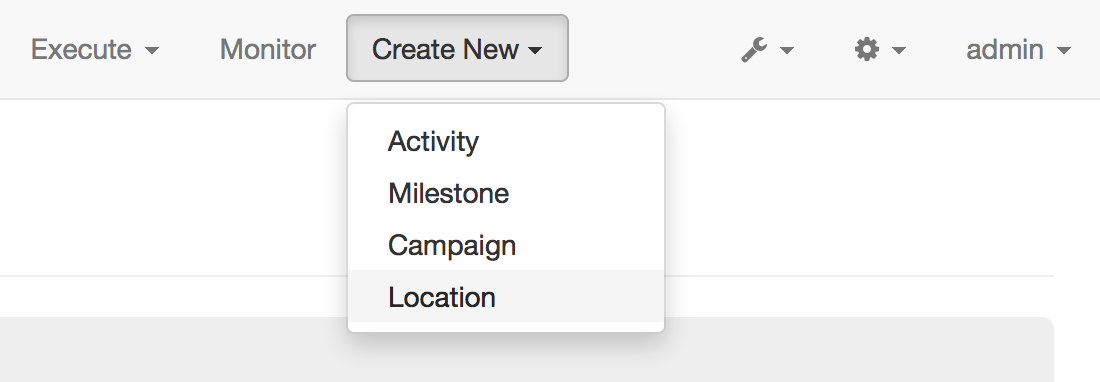 Execute Monitor Create New admin
Activity
Milestone
Campaign
Location